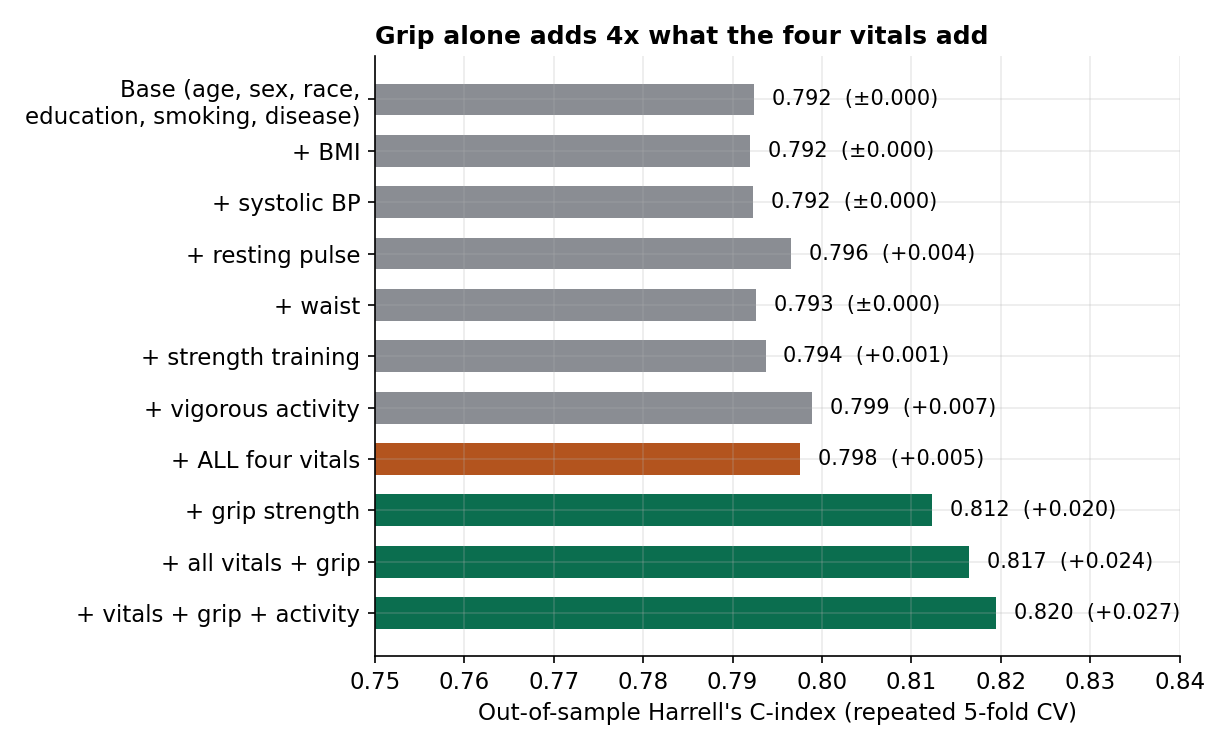 Grip alone adds 4x what the four vitals add
Base (age, sex, race,
education, smoking, disease)
0.792 (±0.000)
+ BMI
0.792 (±0.000)
+ systolic BP
0.792 (±0.000)
+ resting pulse
0.796 (+0.004)
+ waist
0.793 (±0.000)
+ strength training
0.794 (+0.001)
+ vigorous activity
0.799 (+0.007)
+ ALL four vitals
0.798 (+0.005)
+ grip strength
0.812 (+0.020)
+ all vitals + grip
0.817 (+0.024)
+ vitals + grip + activity
0.820 (+0.027)
0.75 0.76 0.77 0.78 0.79 0.80 0.81 0.82 0.83 0.84
Out-of-sample Harrell's C-index (repeated 5-fold CV)